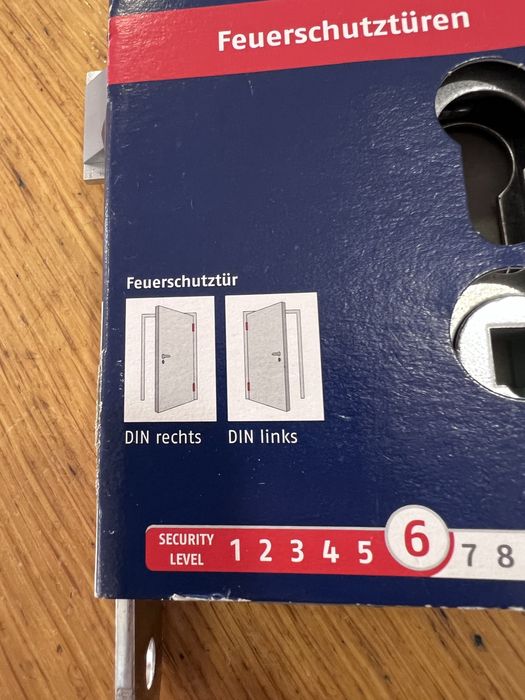 Feuerschutztüren
Feuerschutztür
DIN rechts DIN links
SECURITY
LEVEL
1 2 3 4 5 6 7 8